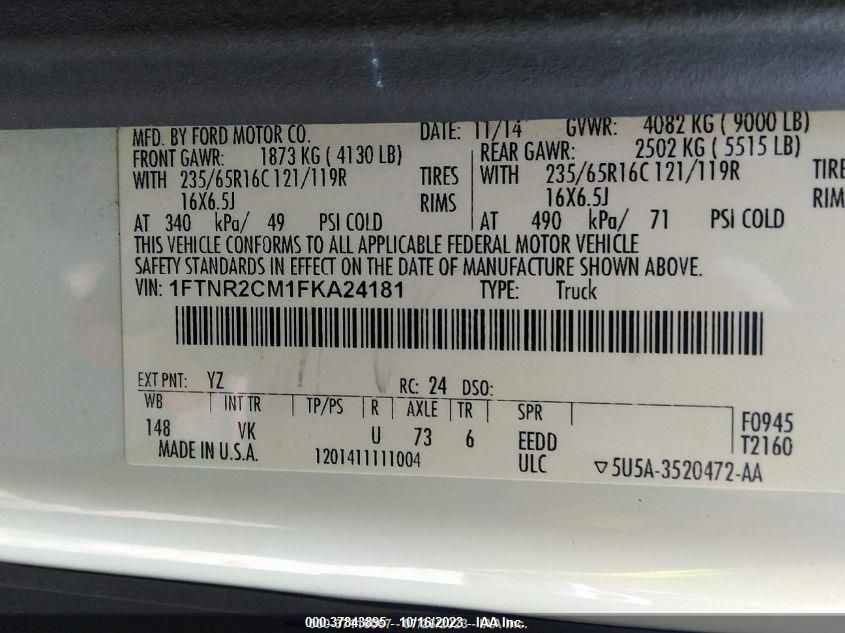 MFD. BY FORD MOTOR CO. DATE: 11/14 GVWR: 4082 KG ( 9000 LB)
FRONT GAWR: 1873 KG ( 4130 LB) REAR GAWR: 2502 KG ( 5515 LB)
WITH 235/65R16C 121/119R TIRES WITH 235/65R16C 121/119R TIRE
16X6.5J RIMS 16X6.5J RIM
AT 340 kPa/ 49 PSI COLD AT 490 kPa/ 71 PSI COLD
THIS VEHICLE CONFORMS TO ALL APPLICABLE FEDERAL MOTOR VEHICLE
SAFETY STANDARDS IN EFFECT ON THE DATE OF MANUFACTURE SHOWN ABOVE.
VIN: 1FTNR2CM1FKA24181 TYPE: Truck
EXT PNT: YZ RC: 24 DSO:
WB INT TR TP/PS R AXLE TR SPR
148 VK U 73 6 EEDD F0945
MADE IN U.S.A. 1201411111004 ULC T2160
▽5U5A-3520472-AA
000.37843895 10/16/2023 IAA Inc.